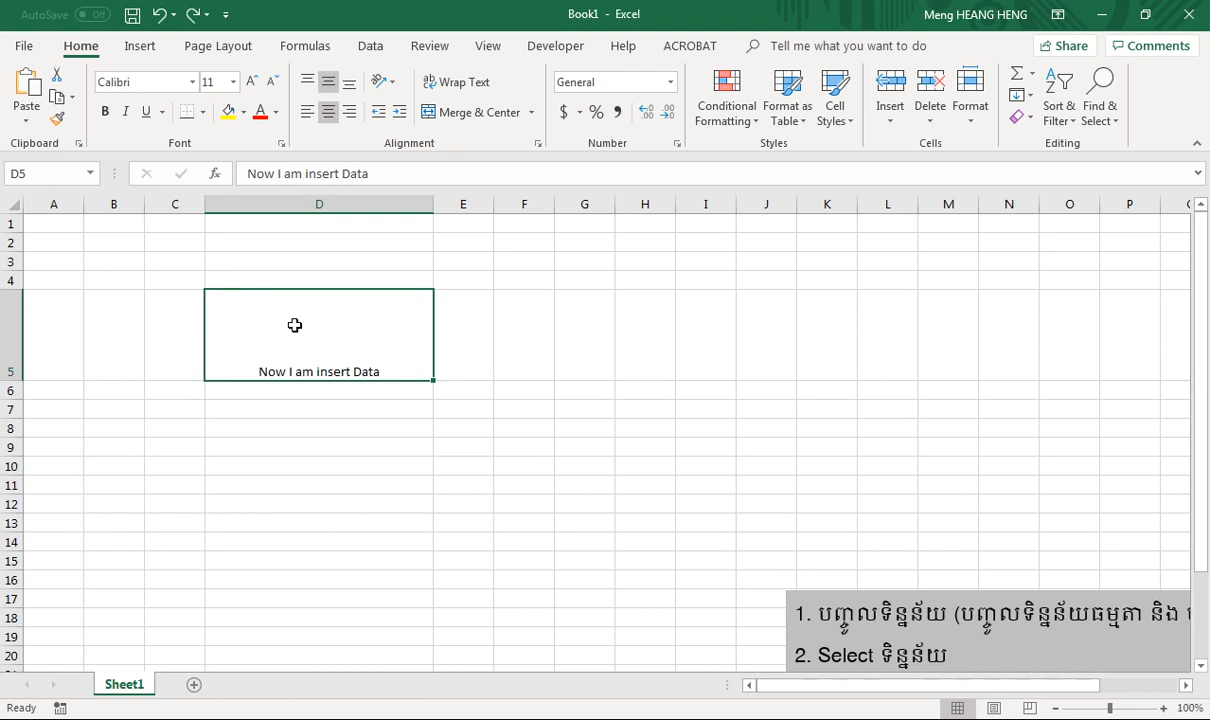 AutoSave Off
Book1 - Excel
Meng HEANG HENG
File Home Insert Page Layout Formulas Data Review View Developer Help ACROBAT Tell me what you want to do Share Comments
Paste
Calibri 11
Wrap Text
General
Conditional Formatting
Format as Table
Cell Styles
Insert Delete Format
Sort & Filter
Find & Select
B I U
Merge & Center
$ % ,
Clipboard Font Alignment Number Styles Cells Editing
D5 fx Now I am insert Data
A B C D E F G H I J K L M N O P
1
2
3
4
5 Now I am insert Data
6
7
8
9
10
11
12
13
14
15
16
17
18
19
20
1. បញ្ចូលទិន្នន័យ (បញ្ចូលទិន្នន័យធម្មតា និង
2. Select ទិន្នន័យ
Sheet1
Ready
100%